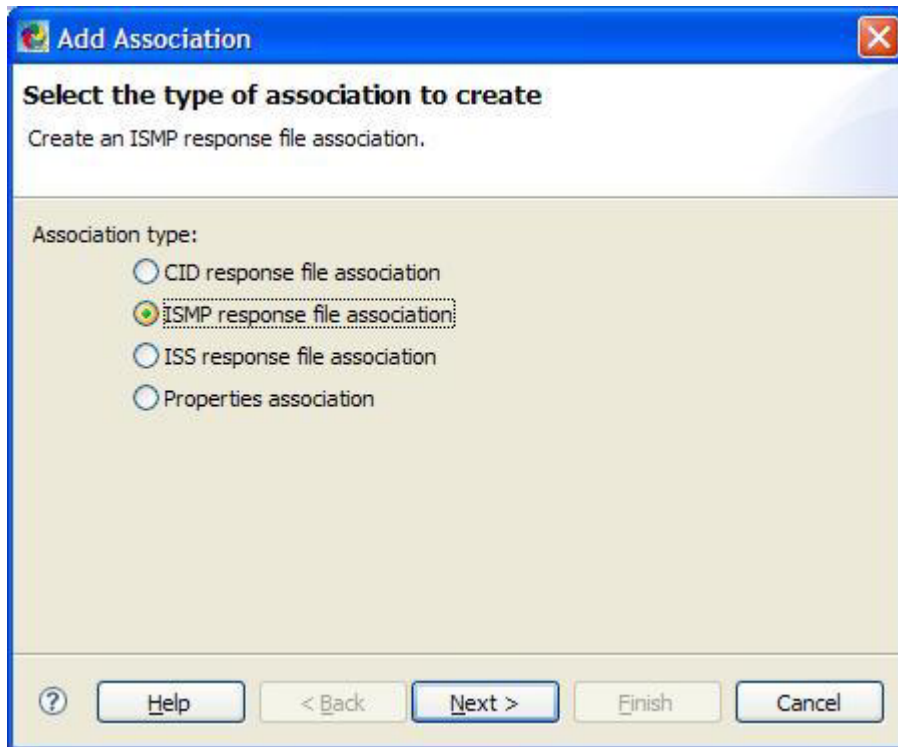 Add Association
Select the type of association to create
Create an ISMP response file association.
Association type:
CID response file association
ISMP response file association
ISS response file association
Properties association
? Help < Back Next > Finish Cancel